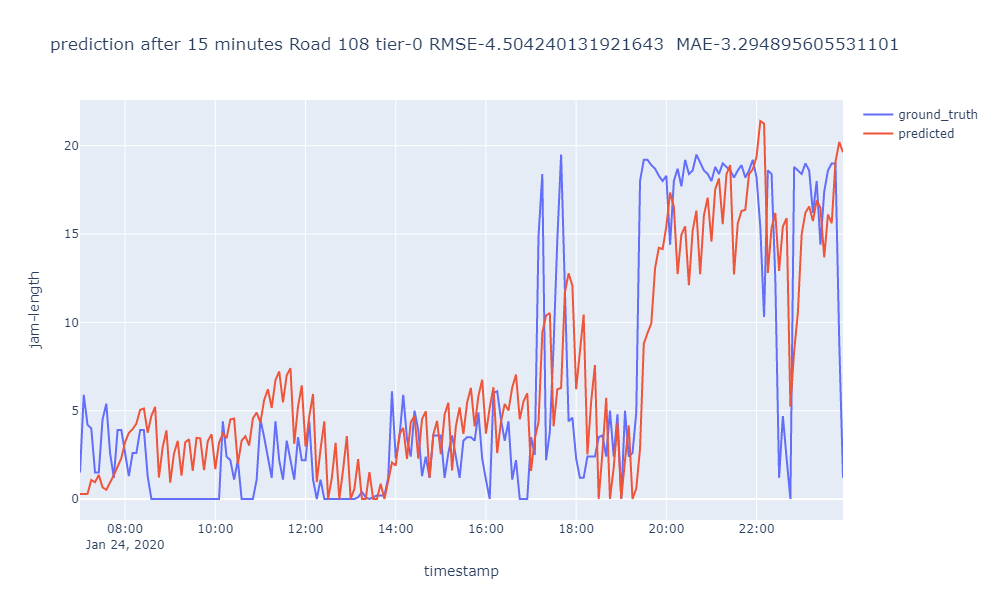 prediction after 15 minutes Road 108 tier-0 RMSE-4.504240131921643  MAE-3.294895605531101
ground_truth
predicted
20
15
10
5
0
jam-length
08:00 10:00 12:00 14:00 16:00 18:00 20:00 22:00
Jan 24, 2020
timestamp